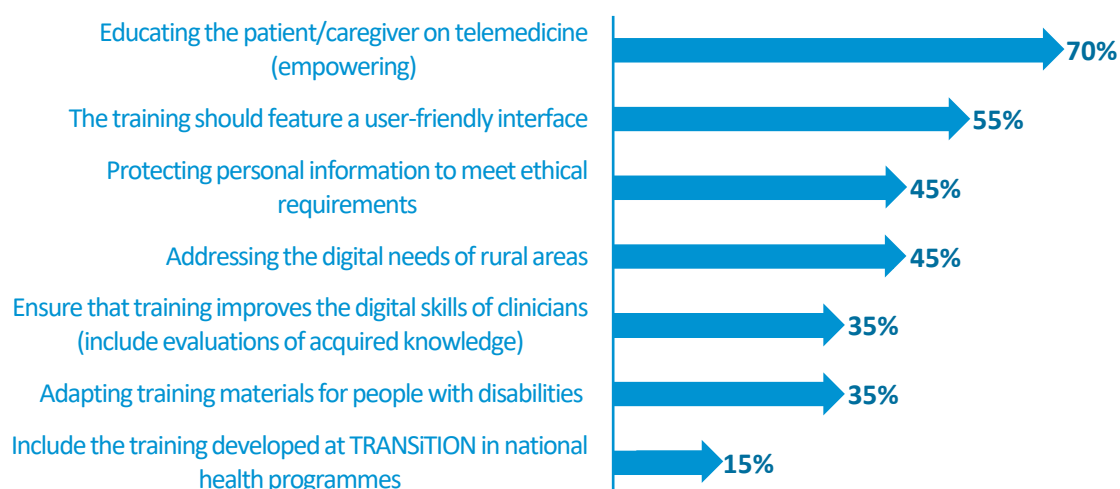 Educating the patient/caregiver on telemedicine
(empowering)
70%
The training should feature a user-friendly interface
55%
Protecting personal information to meet ethical
requirements
45%
Addressing the digital needs of rural areas
45%
Ensure that training improves the digital skills of clinicians
(include evaluations of acquired knowledge)
35%
Adapting training materials for people with disabilities
35%
Include the training developed at TRANSiTION in national
health programmes
15%